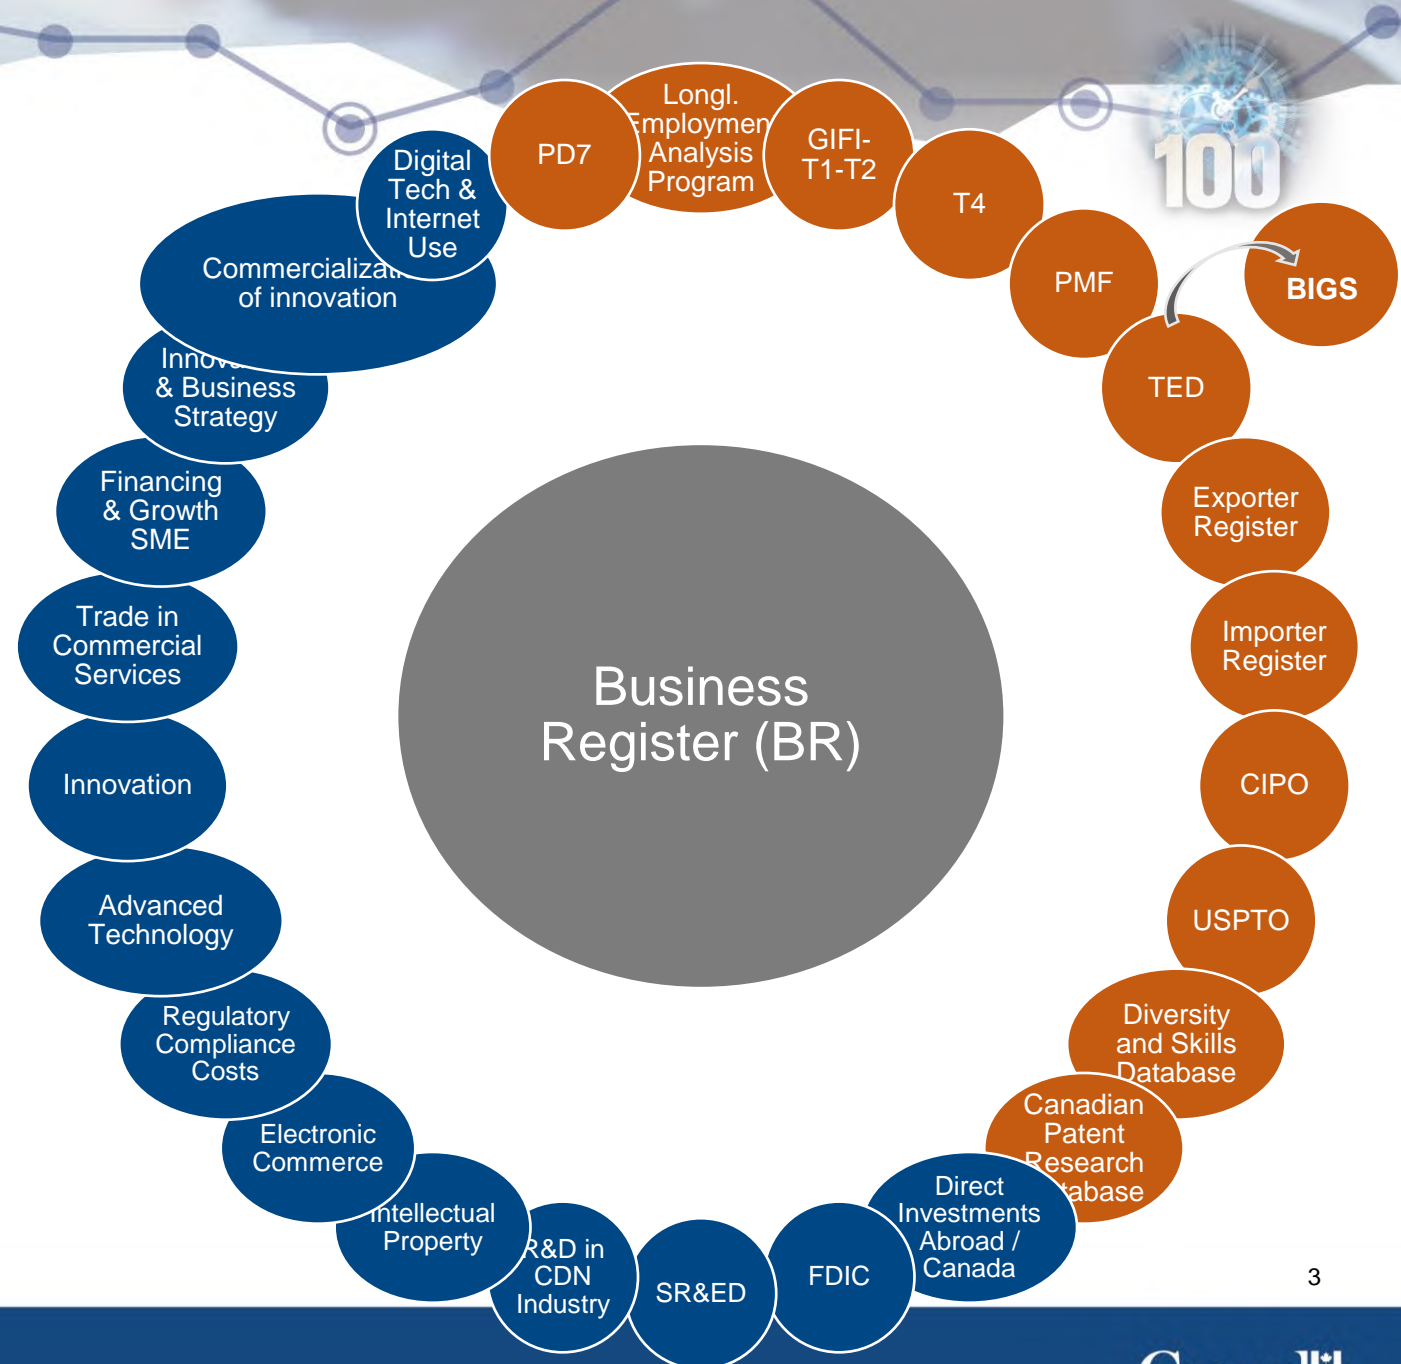 100
Longl.
Employmen
Analysis
Program
PD7
GIFI-
T1-T2
T4
PMF
BIGS
TED
Exporter
Register
Importer
Register
CIPO
USPTO
Diversity
and Skills
Database
Canadian
Patent
Research
tabase
Direct
Investments
Abroad /
Canada
FDIC
SR&ED
R&D in
CDN
Industry
Intellectual
Property
Electronic
Commerce
Regulatory
Compliance
Costs
Advanced
Technology
Innovation
Trade in
Commercial
Services
Financing
& Growth
SME
& Business
Strategy
of innovation
Digital
Tech &
Internet
Use
Business
Register (BR)
3